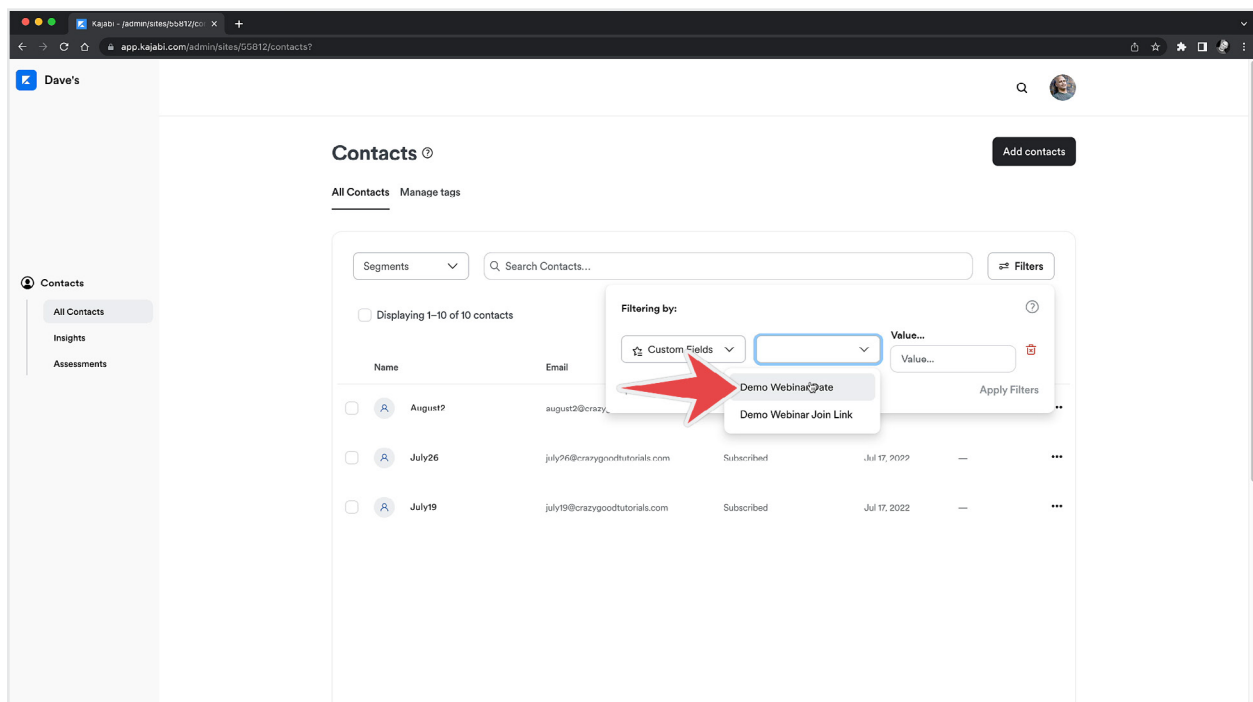 Kajabi - /admin/sites/55812/co
app.kajabi.com/admin/sites/55812/contacts?
Dave's
Contacts
Add contacts
All Contacts Manage tags
Segments
Search Contacts...
Filters
Contacts
All Contacts
Insights
Assessments
Displaying 1–10 of 10 contacts
Filtering by:
Custom Fields
Value...
Value...
Demo Webinar Date
Demo Webinar Join Link
Apply Filters
Name Email
August2 august2@crazy
July26 july26@crazygoodtutorials.com Subscribed Jul 17, 2022 —
July19 july19@crazygoodtutorials.com Subscribed Jul 17, 2022 —